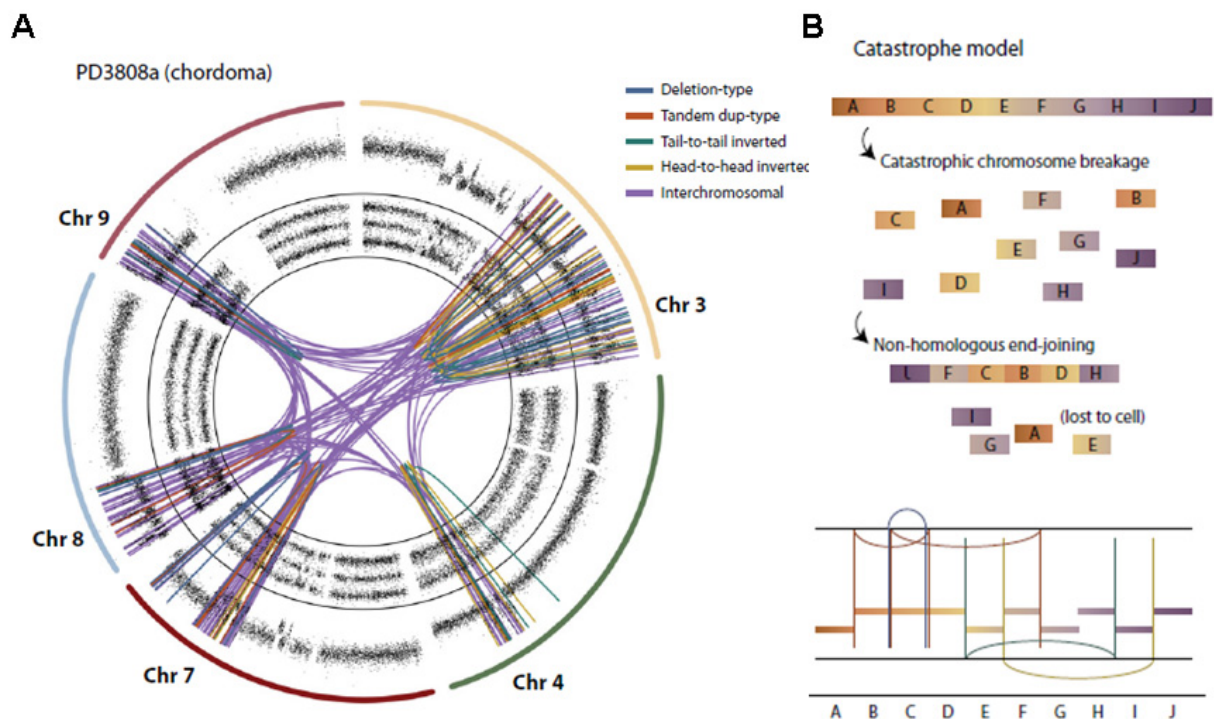 A
PD3808a (chordoma)
Deletion-type
Tandem dup-type
Tail-to-tail inverted
Head-to-head inverted
Interchromosomal
Chr 9
Chr 3
Chr 8
Chr 7
Chr 4
B
Catastrophe model
A B C D E F G H I J
Catastrophic chromosome breakage
C A F B
E G J
I D H
Non-homologous end-joining
J F C B D H
I A (lost to cell)
G E
A B C D E F G H I J